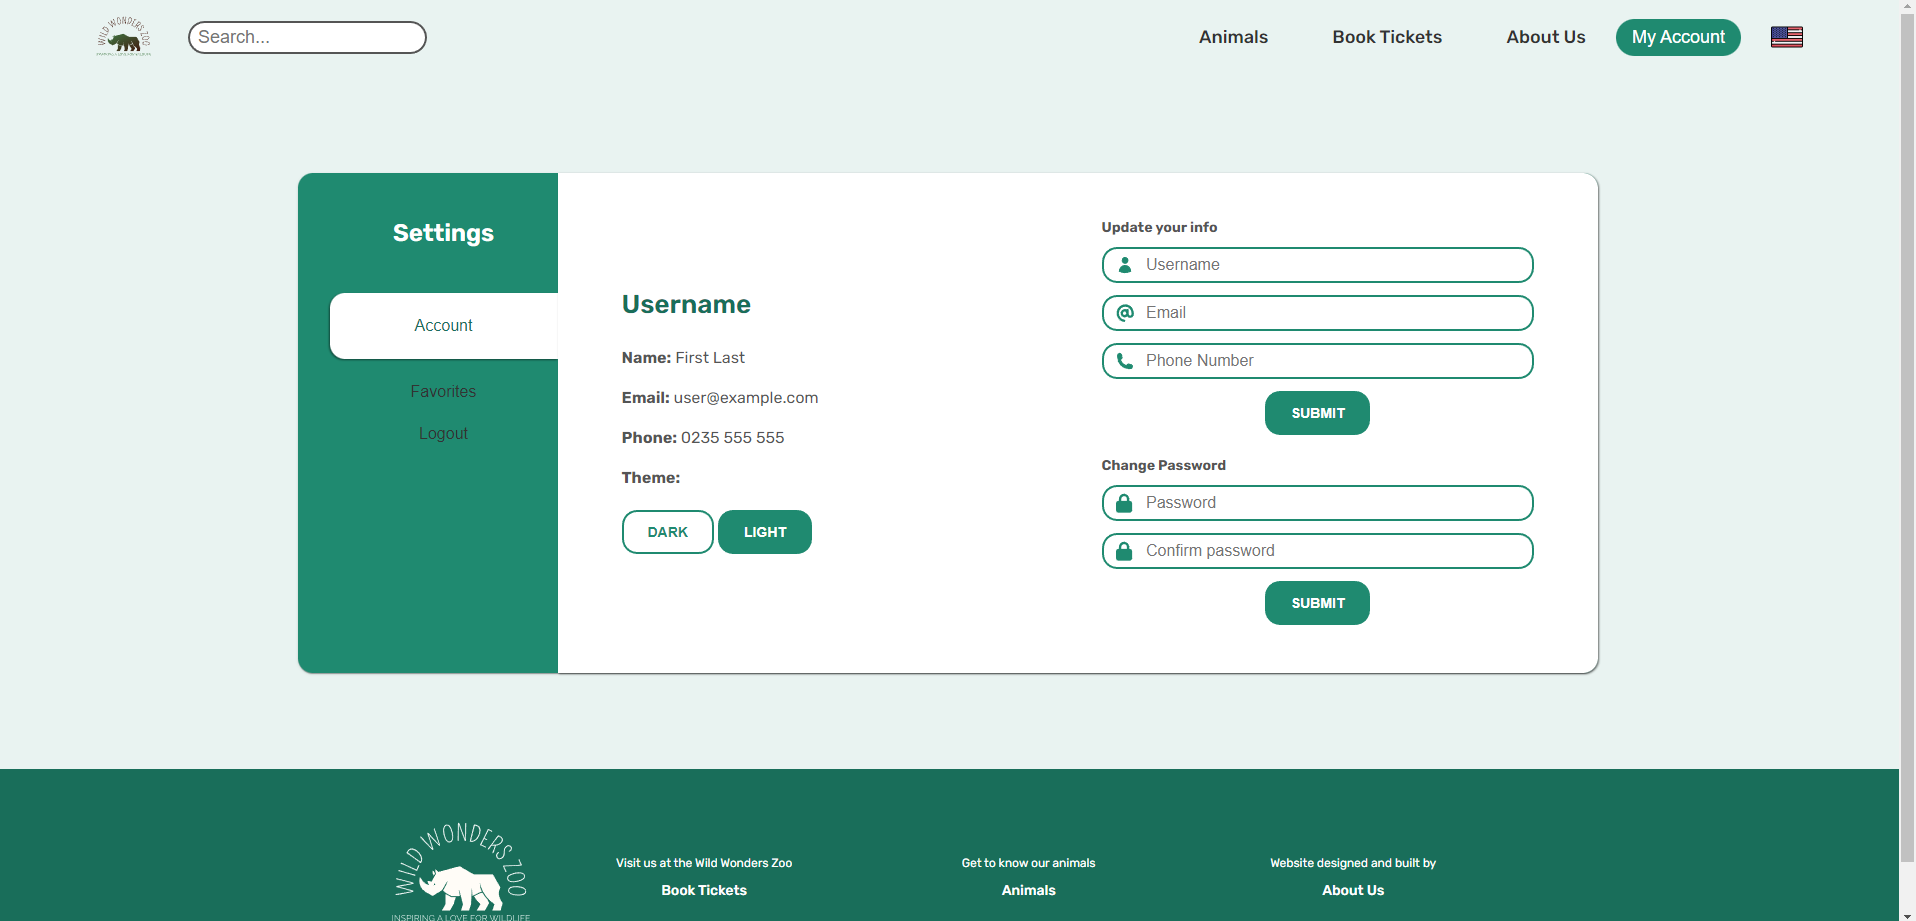 WILD WONDERS ZOO
Search...
Animals
Book Tickets
About Us
My Account
Settings
Account
Favorites
Logout
Username
Name: First Last
Email: user@example.com
Phone: 0235 555 555
Theme:
DARK
LIGHT
Update your info
Username
Email
Phone Number
SUBMIT
Change Password
Password
Confirm password
SUBMIT
WILD WONDERS ZOO
INSPIRING A LOVE FOR WILDLIFE
Visit us at the Wild Wonders Zoo
Book Tickets
Get to know our animals
Animals
Website designed and built by
About Us